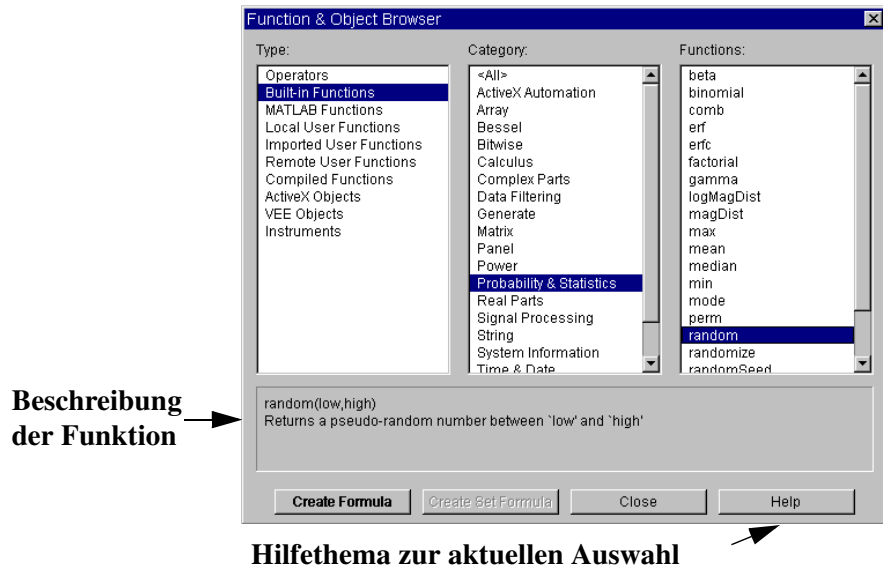 Function & Object Browser
Type:
Operators
Built-in Functions
MATLAB Functions
Local User Functions
Imported User Functions
Remote User Functions
Compiled Functions
ActiveX Objects
VEE Objects
Instruments
Category:
<All>
ActiveX Automation
Array
Bessel
Bitwise
Calculus
Complex Parts
Data Filtering
Generate
Matrix
Panel
Power
Probability & Statistics
Real Parts
Signal Processing
String
System Information
Time & Date
Functions:
beta
binomial
comb
erf
erfc
factorial
gamma
logMagDist
magDist
max
mean
median
min
mode
perm
random
randomize
randomSeed
Beschreibung
der Funktion
random(low,high)
Returns a pseudo-random number between `low' and `high'
Create Formula
Create Set Formula
Close
Help
Hilfethema zur aktuellen Auswahl